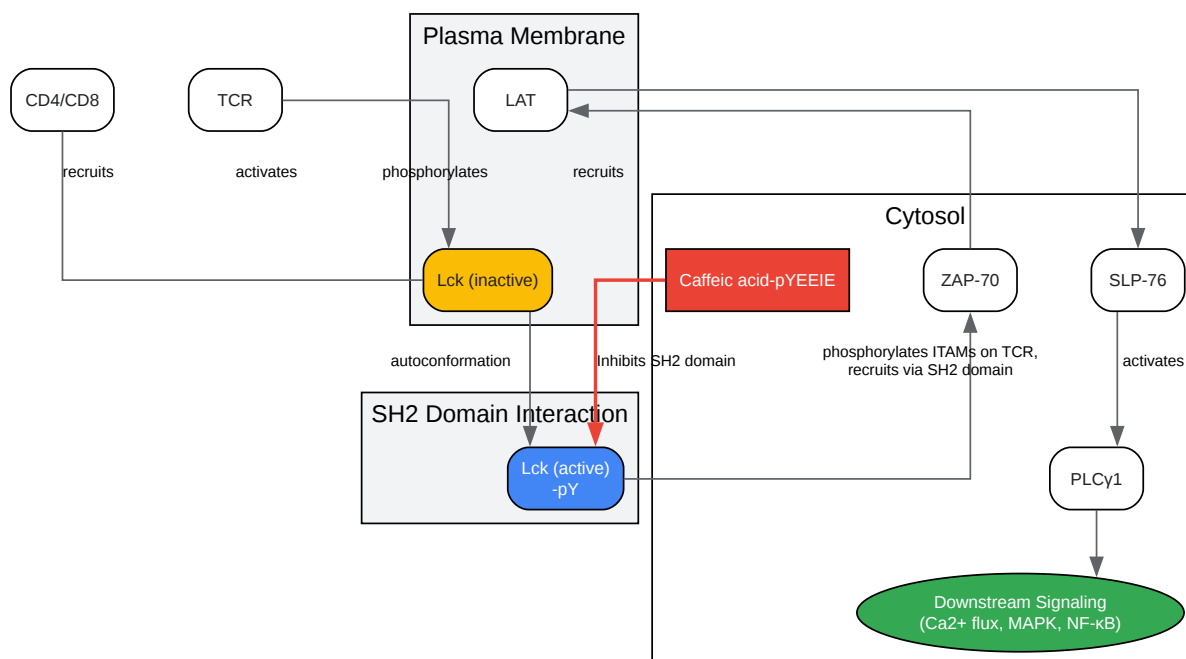 Plasma Membrane
CD4/CD8
TCR
LAT
recruits
activates
phosphorylates
recruits
Cytosol
Lck (inactive)
Caffeic acid-pYEEIE
ZAP-70
SLP-76
autoconformation
Inhibits SH2 domain
phosphorylates ITAMs on TCR,
recruits via SH2 domain
activates
SH2 Domain Interaction
Lck (active)
-pY
PLCγ1
Downstream Signaling
(Ca2+ flux, MAPK, NF-κB)